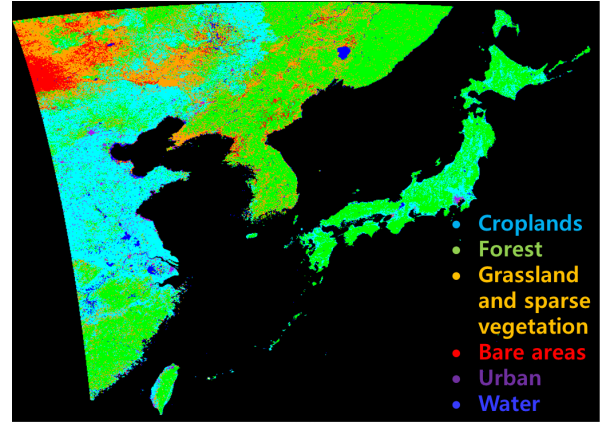 • Croplands
• Forest
• Grassland
and sparse
vegetation
• Bare areas
• Urban
• Water